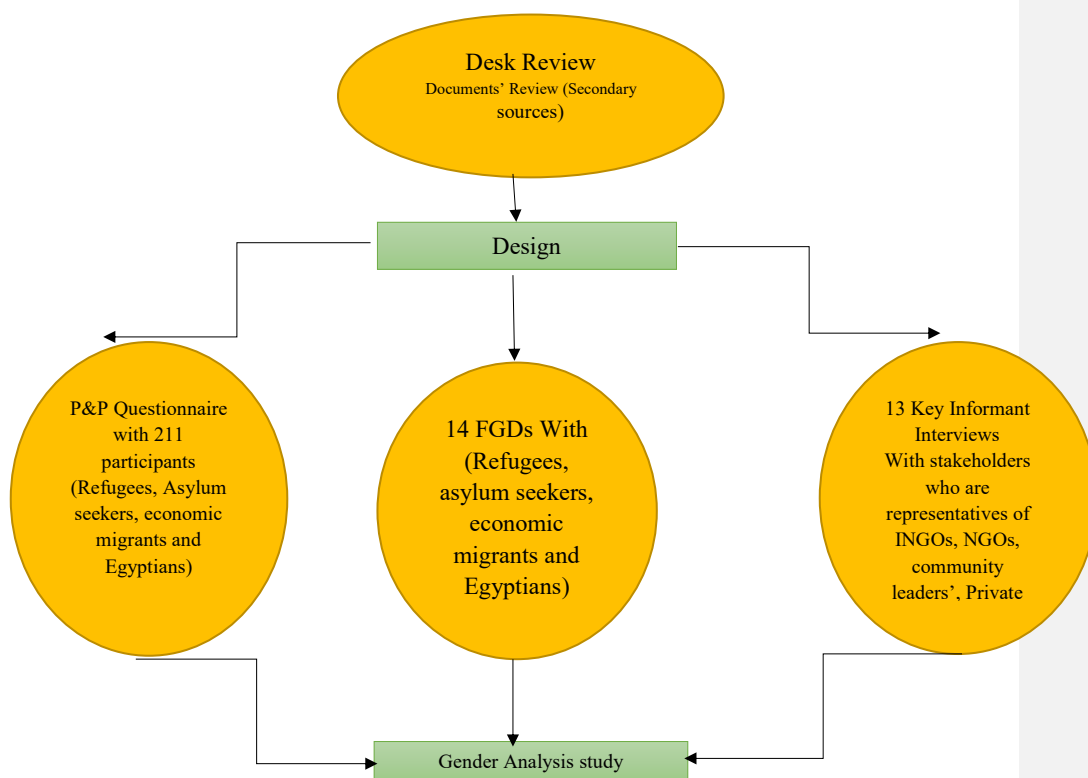 Desk Review
Documents’ Review (Secondary
sources)
Design
P&P Questionnaire
with 211
participants
(Refugees, Asylum
seekers, economic
migrants and
Egyptians)
14 FGDs With
(Refugees,
asylum seekers,
economic
migrants and
Egyptians)
13 Key Informant
Interviews
With stakeholders
who are
representatives of
INGOs, NGOs,
community
leaders’, Private
Gender Analysis study